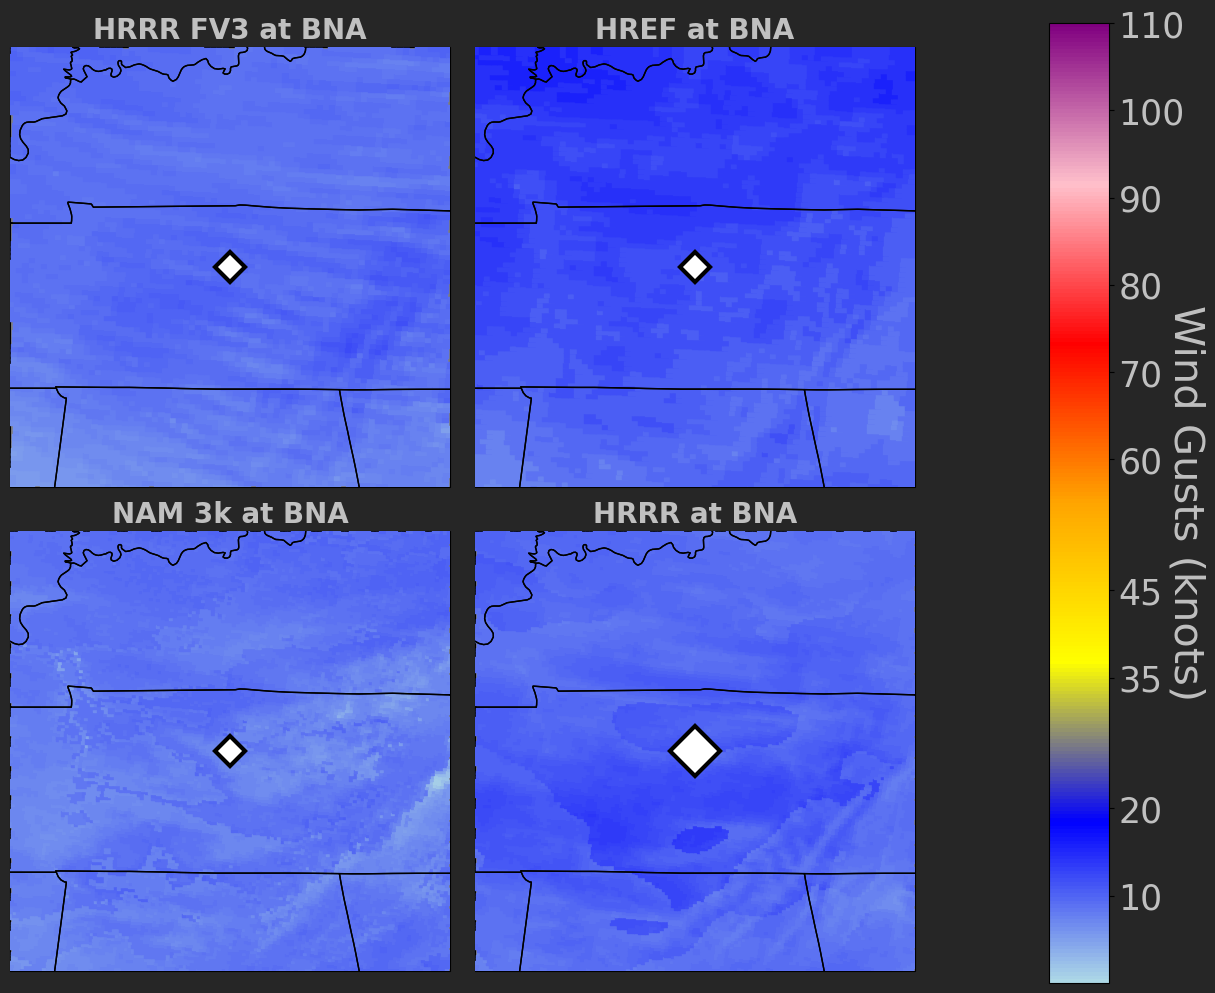 HRRR FV3 at BNA
HREF at BNA
NAM 3k at BNA
HRRR at BNA
110
100
90
80
70
60
45
35
20
10
Wind Gusts (knots)